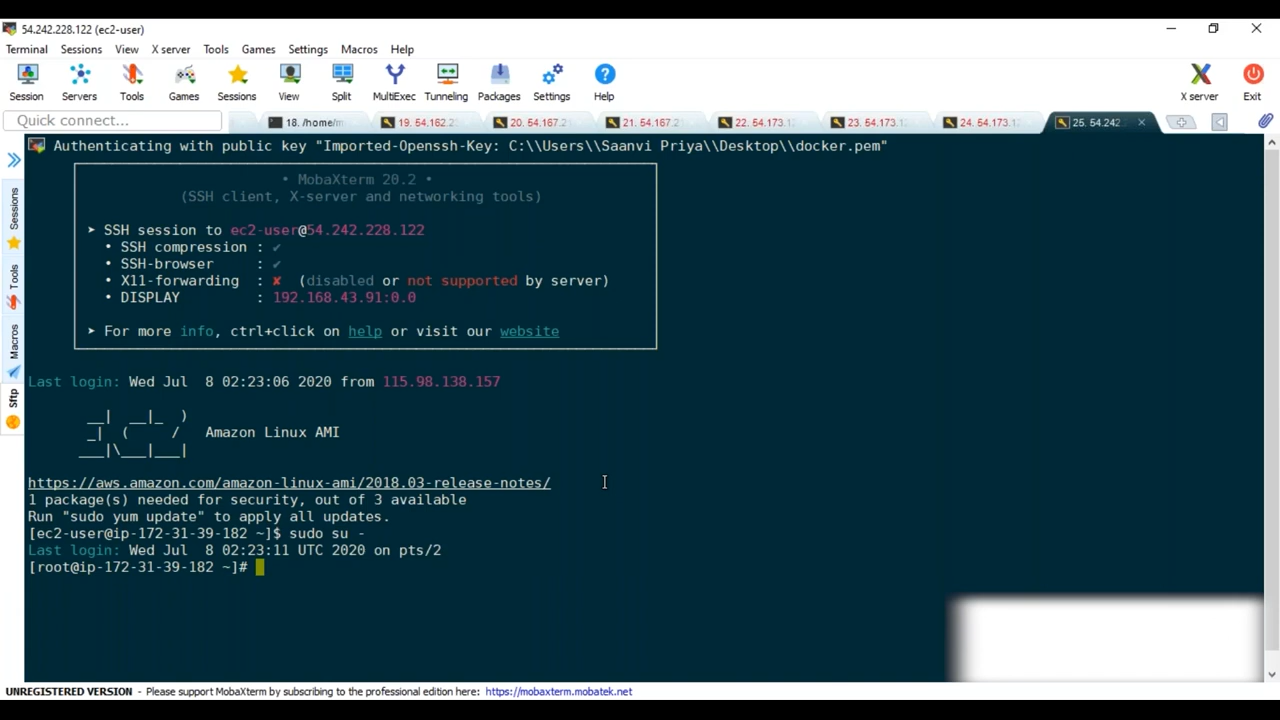 54.242.228.122 (ec2-user)
Terminal Sessions View X server Tools Games Settings Macros Help
Session Servers Tools Games Sessions View Split MultiExec Tunneling Packages Settings Help X server Exit
Quick connect...
18. /home/m 19. 54.162.2 20. 54.167.2 21. 54.167.2 22. 54.173.1 23. 54.173.1 24. 54.173.1 25. 54.242.
Sessions
Tools
Macros
Sftp
Authenticating with public key "Imported-Openssh-Key: C:\\Users\\Saanvi Priya\\Desktop\\docker.pem"
• MobaXterm 20.2 •
(SSH client, X-server and networking tools)
➤ SSH session to ec2-user@54.242.228.122
• SSH compression : ✔
• SSH-browser : ✔
• X11-forwarding : ✘ (disabled or not supported by server)
• DISPLAY : 192.168.43.91:0.0
➤ For more info, ctrl+click on help or visit our website
Last login: Wed Jul 8 02:23:06 2020 from 115.98.138.157
__| __|_ )
_| ( / Amazon Linux AMI
___|\___|___|
https://aws.amazon.com/amazon-linux-ami/2018.03-release-notes/
1 package(s) needed for security, out of 3 available
Run "sudo yum update" to apply all updates.
[ec2-user@ip-172-31-39-182 ~]$ sudo su -
Last login: Wed Jul 8 02:23:11 UTC 2020 on pts/2
[root@ip-172-31-39-182 ~]#
UNREGISTERED VERSION - Please support MobaXterm by subscribing to the professional edition here: https://mobaxterm.mobatek.net